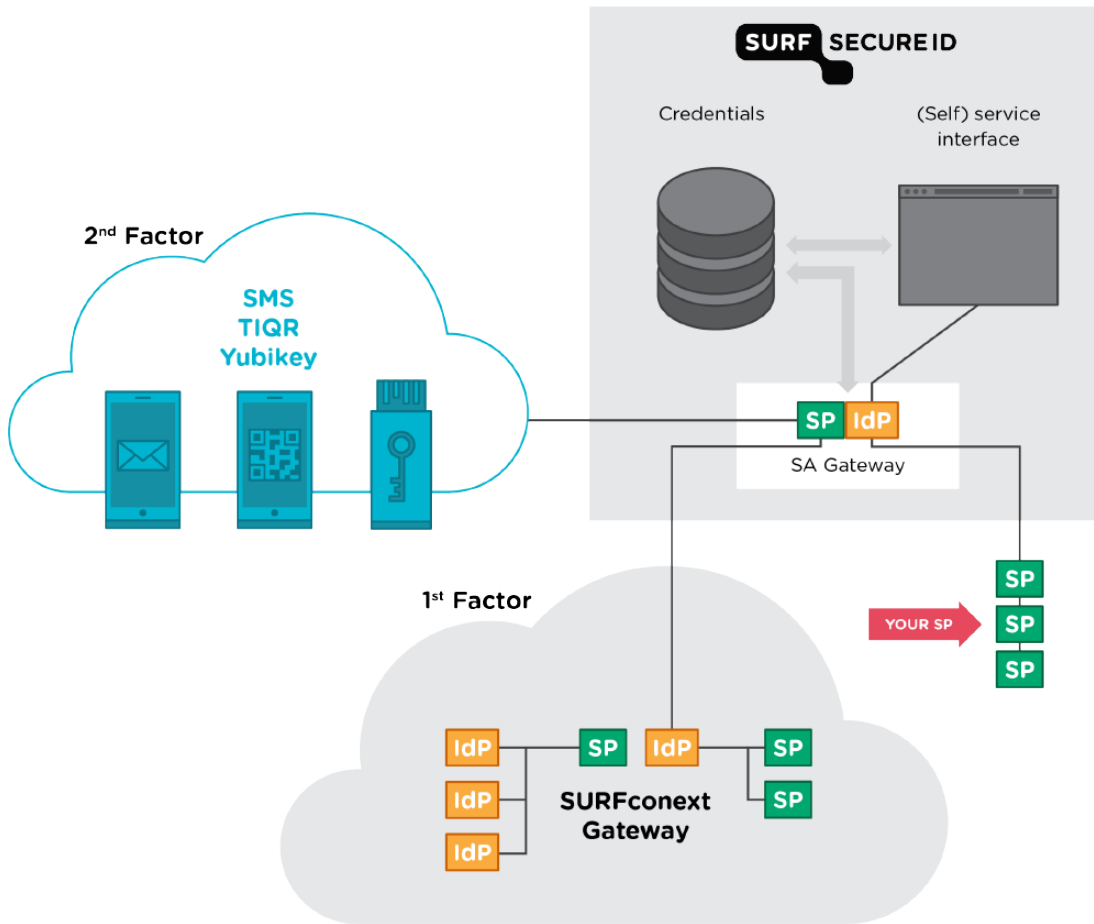 SURF SECURE ID
Credentials
(Self) service
interface
2nd Factor
SMS
TIQR
Yubikey
SP IdP
SA Gateway
1st Factor
SP
YOUR SP
SP
SP
IdP
SP
IdP
SP
IdP
SP
SURFconext
Gateway
IdP